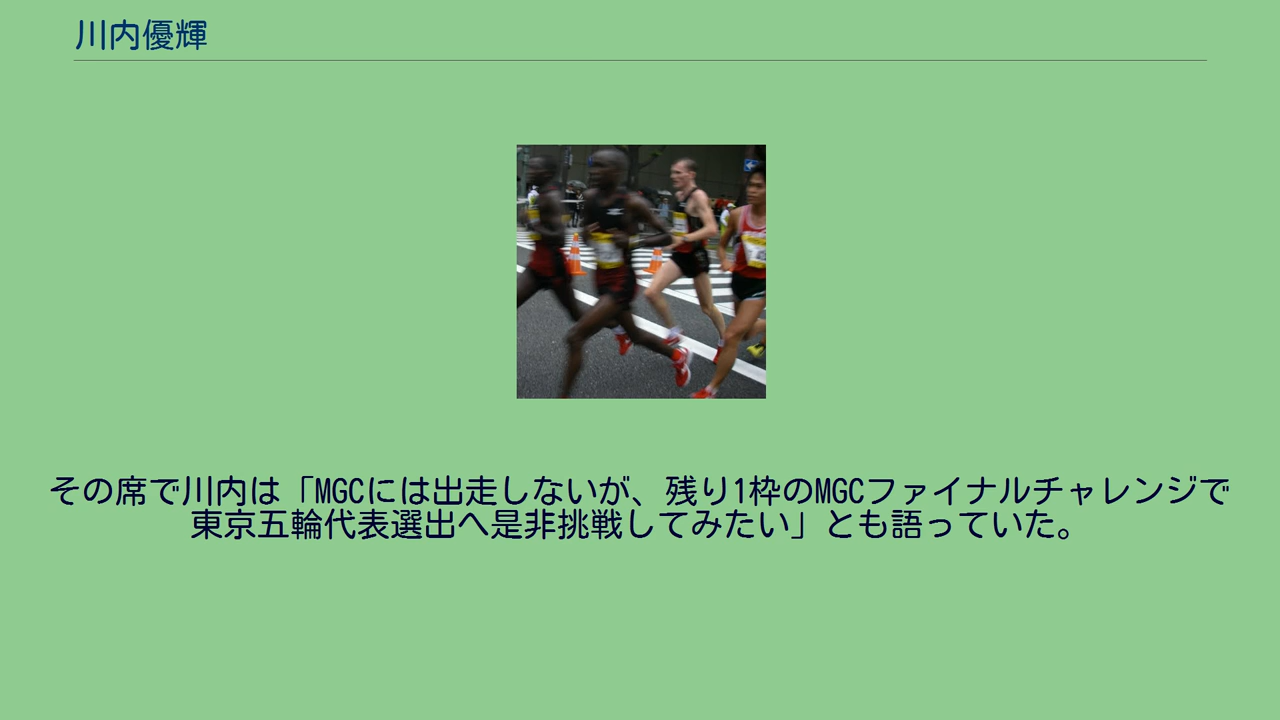 川内優輝
その席で川内は「MGCには出走しないが、残り1枠のMGCファイナルチャレンジで
東京五輪代表選出へ是非挑戦してみたい」とも語っていた。